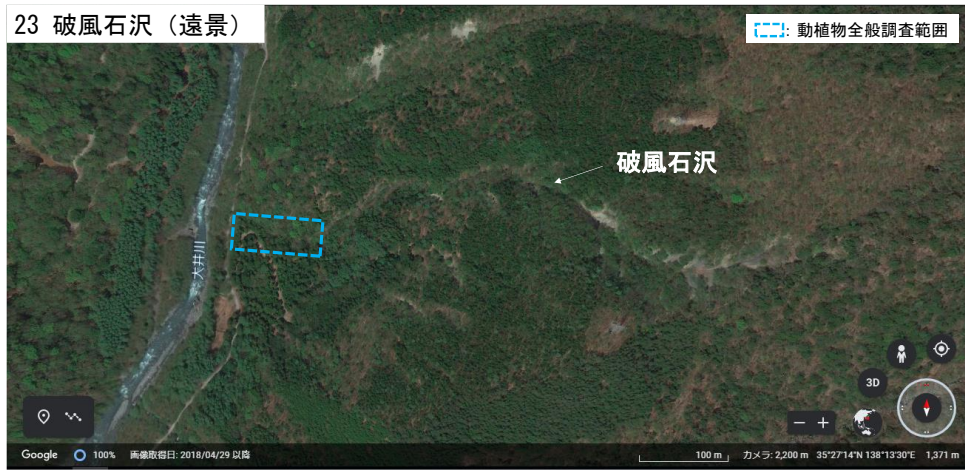 23 破風石沢（遠景）
: 動植物全般調査範囲
破風石沢
大井川
3D
Google 100% 画像取得日: 2018/04/29 以降 100 m カメラ: 2,200 m 35°27'14"N 138°13'30"E 1,371 m